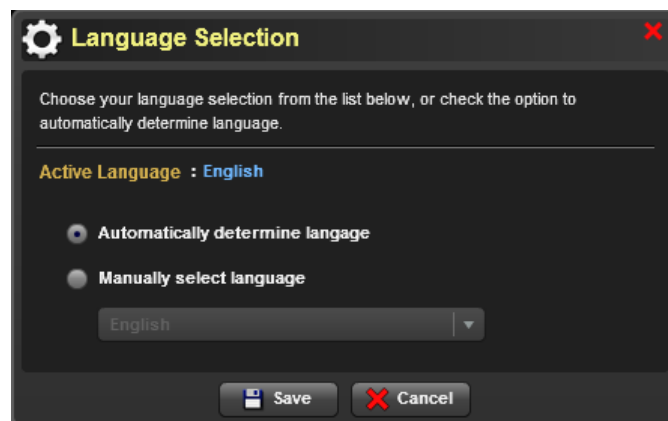 Language Selection
Choose your language selection from the list below, or check the option to
automatically determine language.
Active Language : English
Automatically determine langage
Manually select language
English
Save Cancel